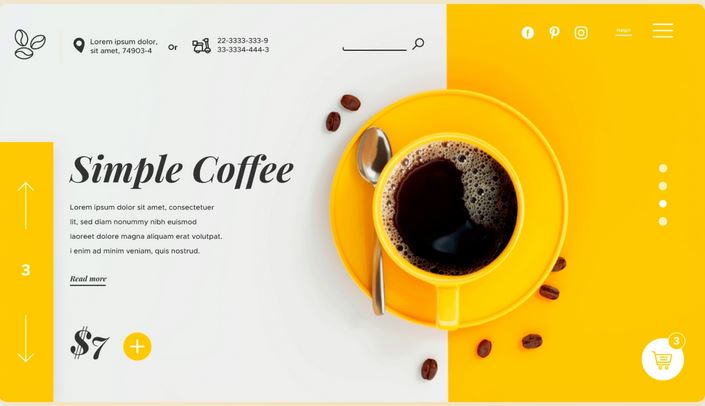 Lorem ipsum dolor,
sit amet, 74903-4
Or
22-3333-333-9
33-3334-444-3
Simple Coffee
Lorem ipsum dolor sit amet, consectetuer
lit, sed diam nonummy nibh euismod
laoreet dolore magna aliquam erat volutpat.
i enim ad minim veniam, quis nostrud.
Read more
3
$7
3